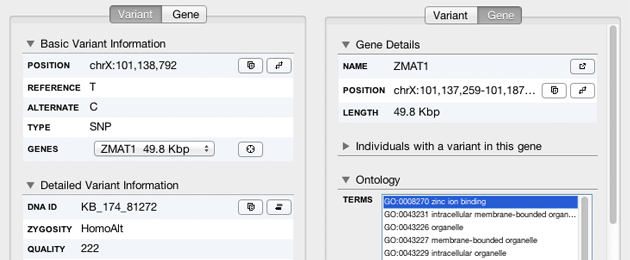 Variant Gene
Basic Variant Information
POSITION chrX:101,138,792
REFERENCE T
ALTERNATE C
TYPE SNP
GENES ZMAT1 49.8 Kbp
Detailed Variant Information
DNA ID KB_174_81272
ZYGOSITY HomoAlt
QUALITY 222
Variant Gene
Gene Details
NAME ZMAT1
POSITION chrX:101,137,259-101,187...
LENGTH 49.8 Kbp
Individuals with a variant in this gene
Ontology
TERMS GO:0008270 zinc ion binding
GO:0043231 intracellular membrane-bounded organ...
GO:0043226 organelle
GO:0043227 membrane-bounded organelle
GO:0043229 intracellular organelle